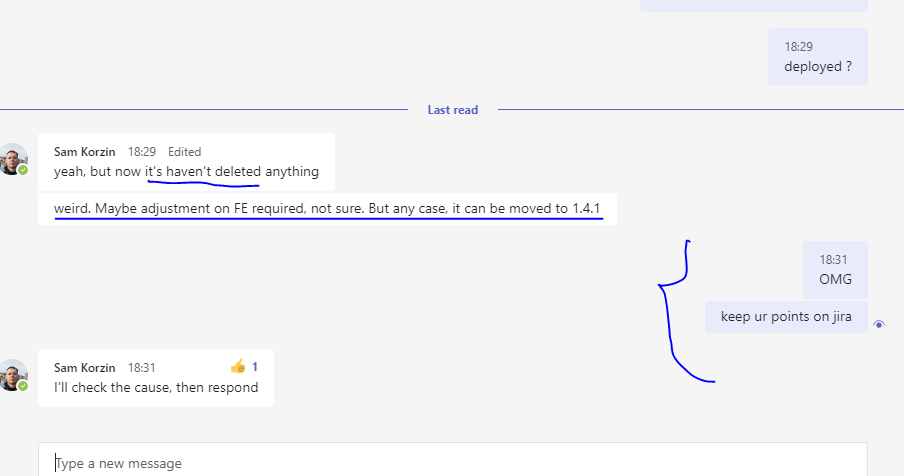 18:29
deployed ?
Last read
Sam Korzin 18:29 Edited
yeah, but now it's haven't deleted anything
weird. Maybe adjustment on FE required, not sure. But any case, it can be moved to 1.4.1
18:31
OMG
keep ur points on jira
Sam Korzin 18:31 👍 1
I'll check the cause, then respond
Type a new message